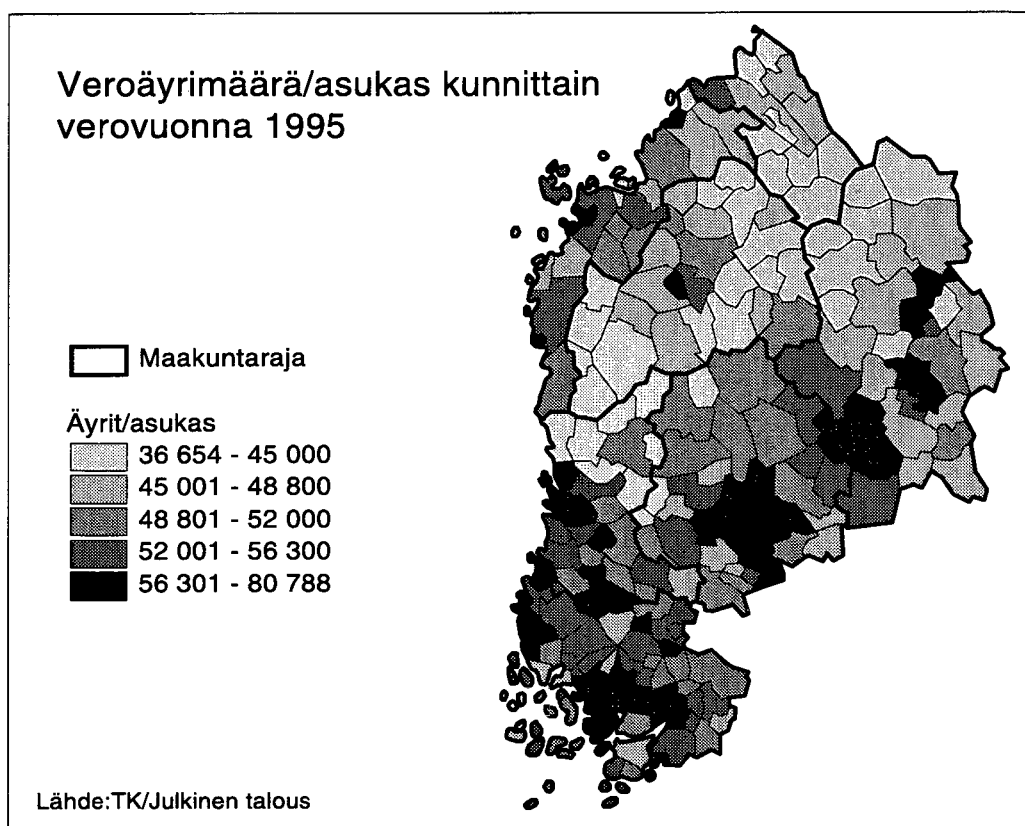 Veroäyrimäärä/asukas kunnittain
verovuonna 1995
Maakuntaraja
Äyrit/asukas
36 654 - 45 000
45 001 - 48 800
48 801 - 52 000
52 001 - 56 300
56 301 - 80 788
Lähde:TK/Julkinen talous